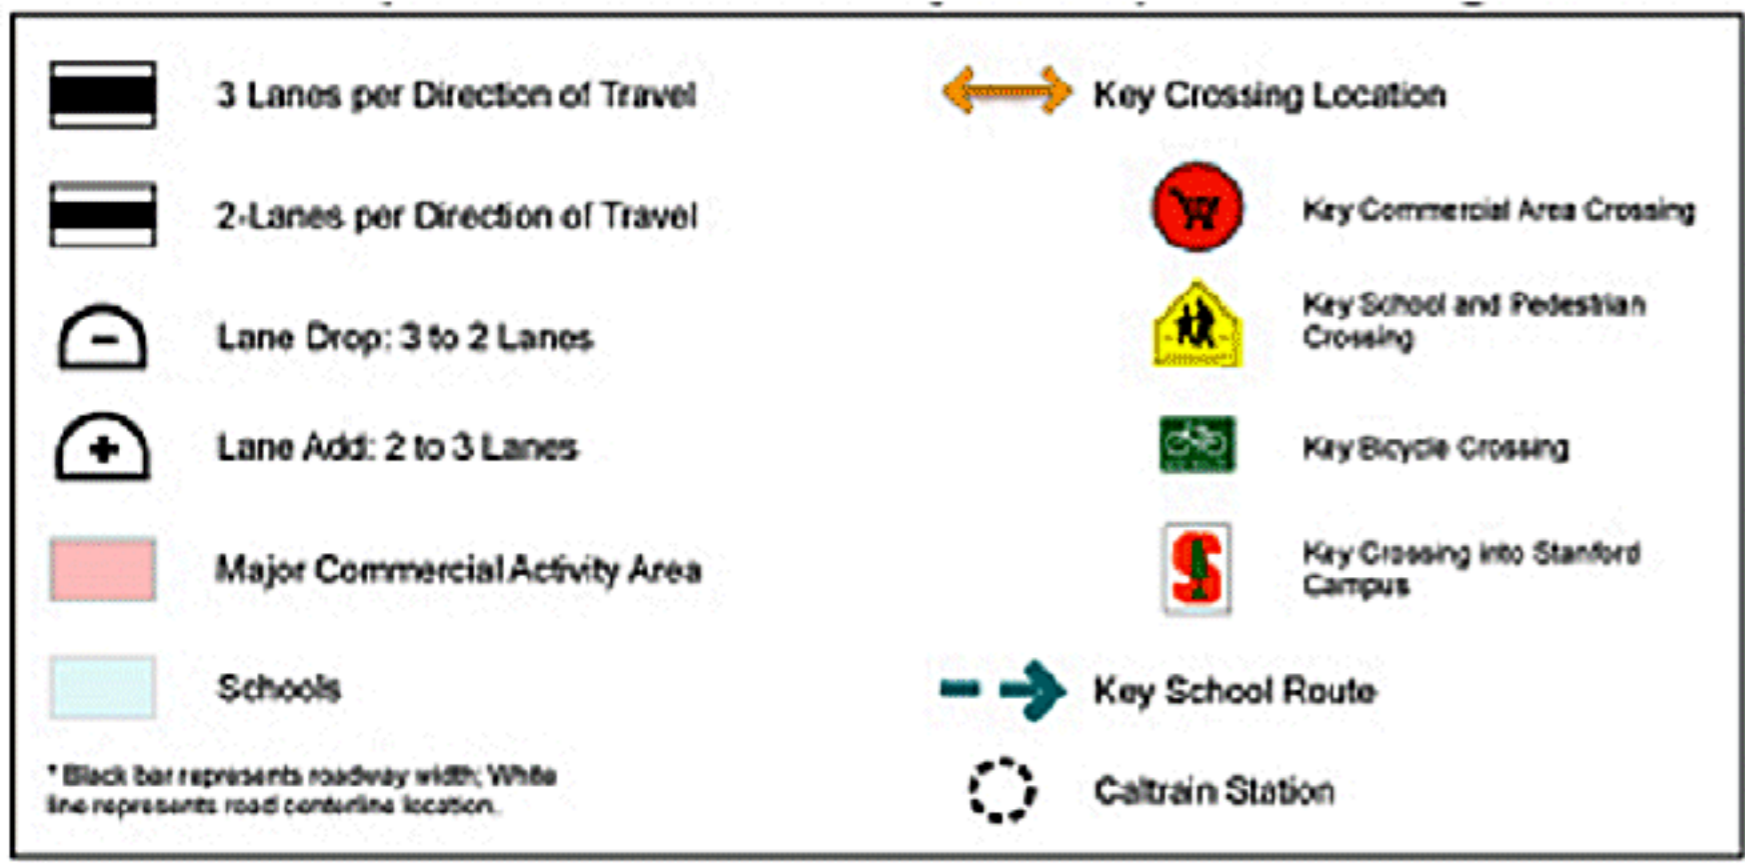 3 Lanes per Direction of Travel
2-Lanes per Direction of Travel
-
Lane Drop: 3 to 2 Lanes
+
Lane Add: 2 to 3 Lanes
Major Commercial Activity Area
Schools
* Black bar represents roadway width; White
line represents road centerline location.
Key Crossing Location
Key Commercial Area Crossing
Key School and Pedestrian
Crossing
Key Bicycle Crossing
S
Key Crossing into Stanford
Campus
Key School Route
Caltrain Station